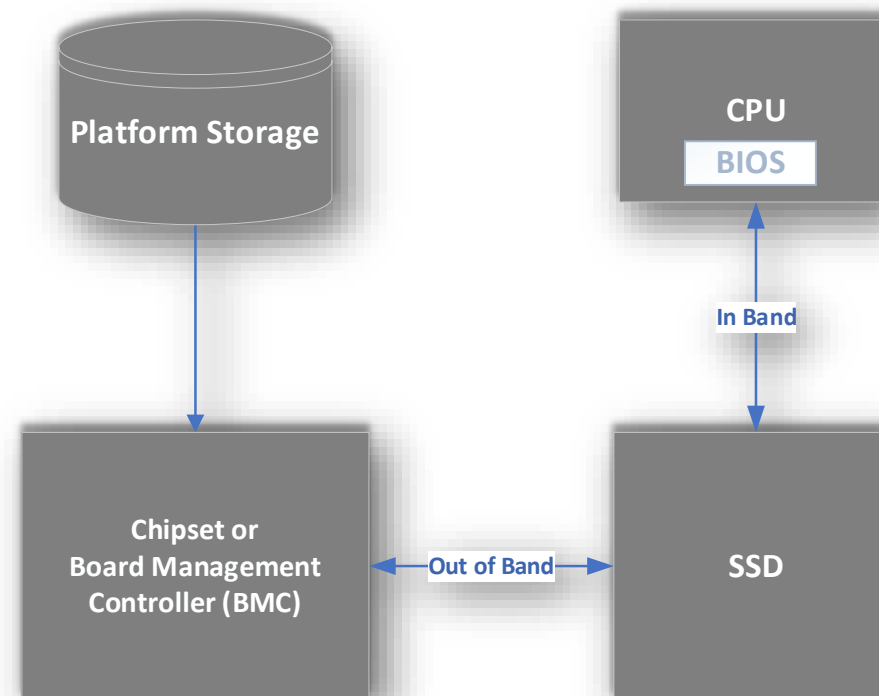 Platform Storage
CPU
BIOS
In Band
Chipset or
Board Management
Controller (BMC)
Out of Band
SSD